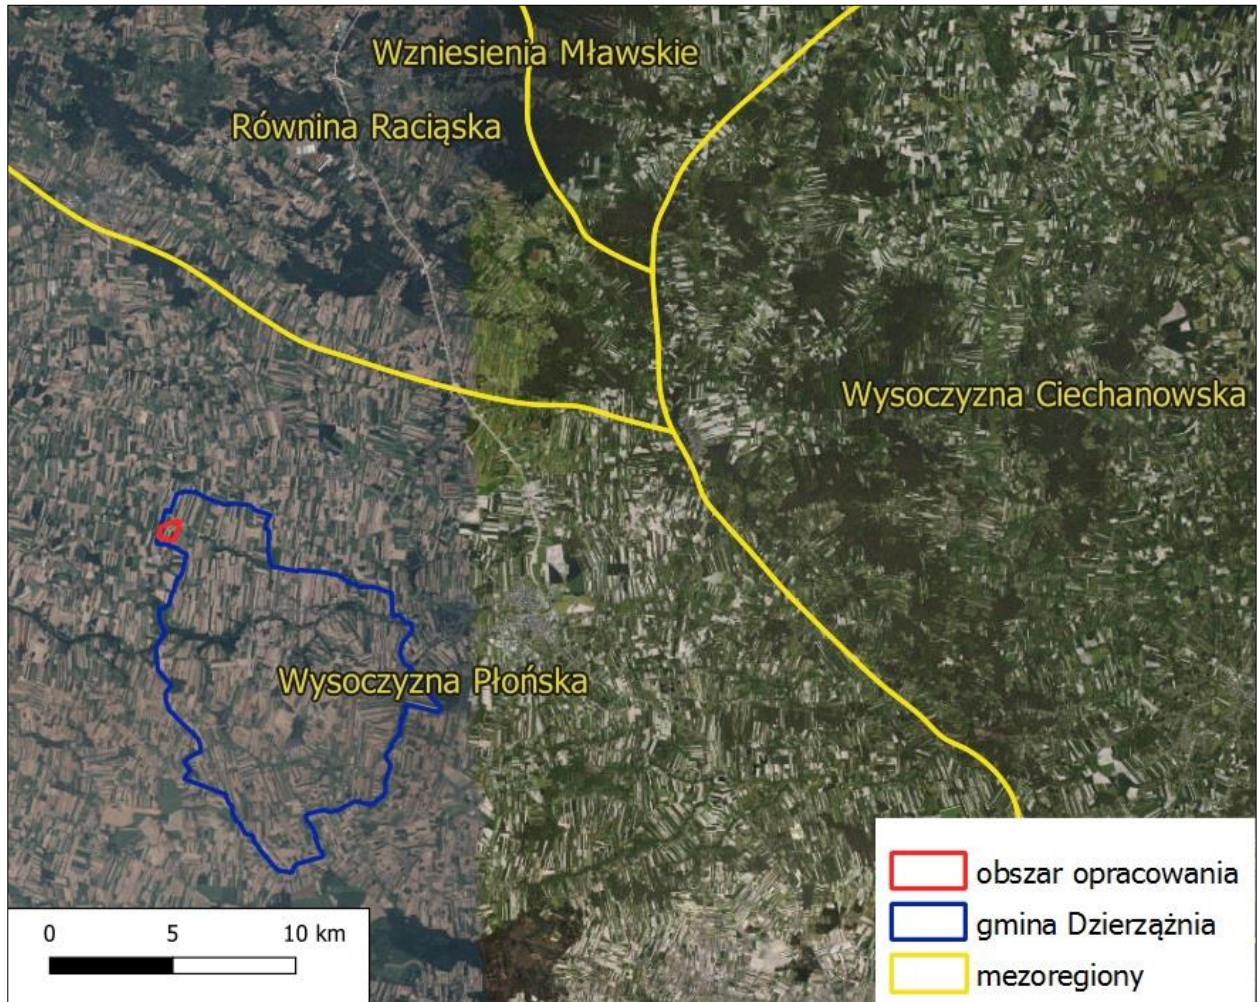 Wzniesienia Mławskie
Równina Raciąska
Wysoczyzna Ciechanowska
Wysoczyzna Płońska
0 5 10 km
obszar opracowania
gmina Dzierzążnia
mezoregiony